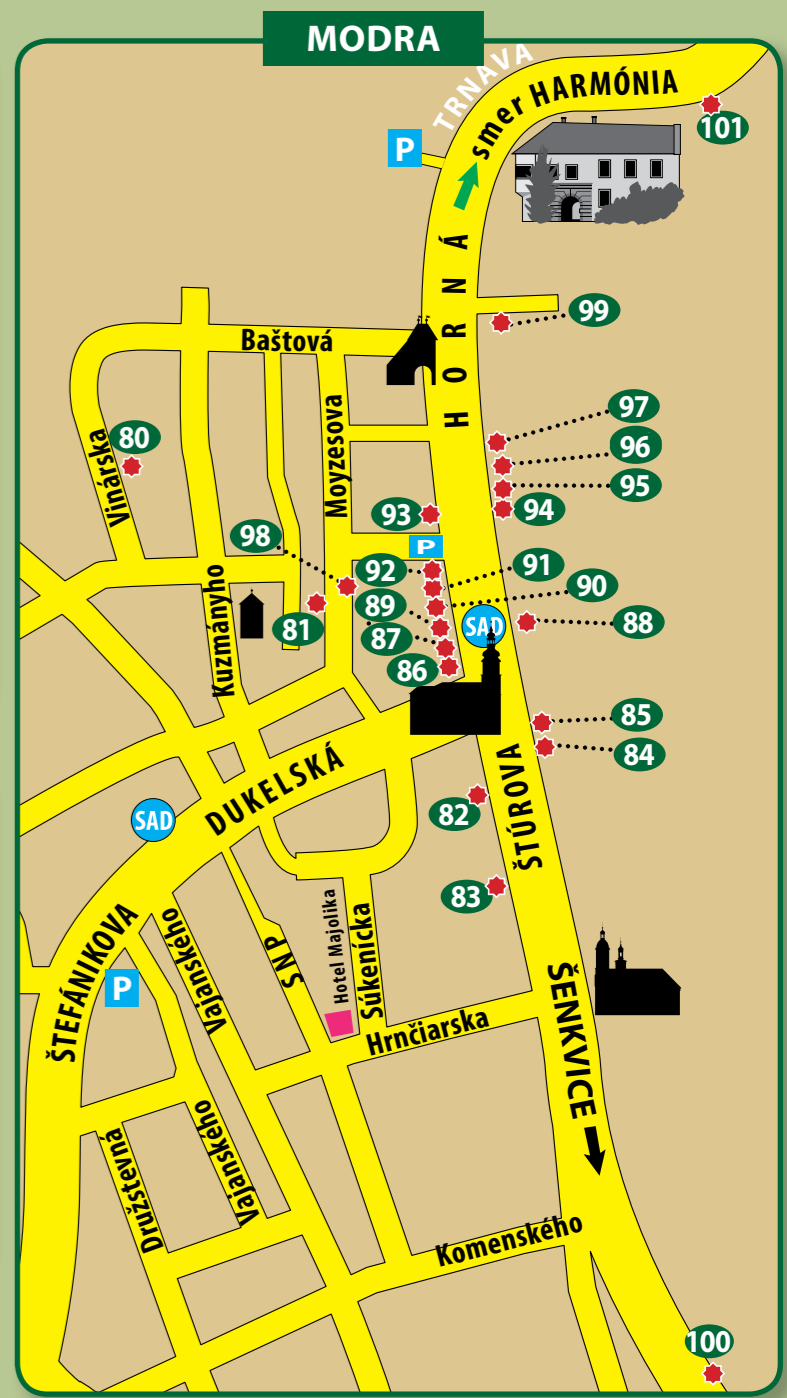 MODRA
TRNAVA
smer HARMÓNIA
101
P
HORNÁ
99
Baštová
97
Moyzesova
96
80
Vinárska
95
93
94
98
P
92
91
90
89
SAD
88
81
87
Kuzmányho
86
85
84
DUKELSKÁ
82
SAD
ŠTÚROVA
83
Hotel Majolika
Súkenícka
SNP
Vajanského
ŠTEFÁNIKOVA
P
Hrnčiarska
ŠENKVICE
Vajanského
Družstevná
Komenského
100